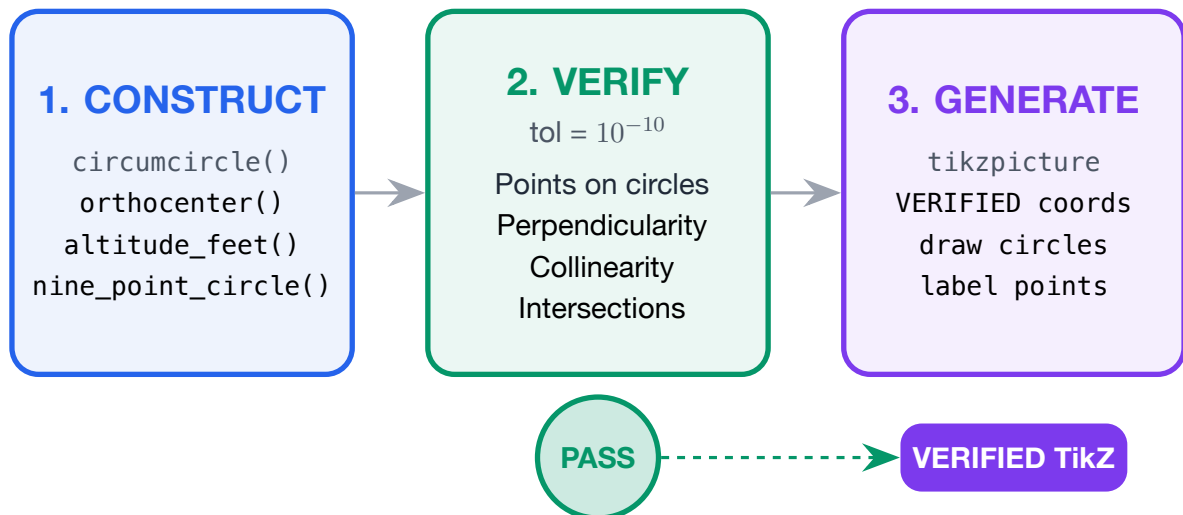 1. CONSTRUCT
circumcircle()
orthocenter()
altitude_feet()
nine_point_circle()
2. VERIFY
tol = 10⁻¹⁰
Points on circles
Perpendicularity
Collinearity
Intersections
3. GENERATE
tikzpicture
VERIFIED coords
draw circles
label points
PASS
VERIFIED TikZ